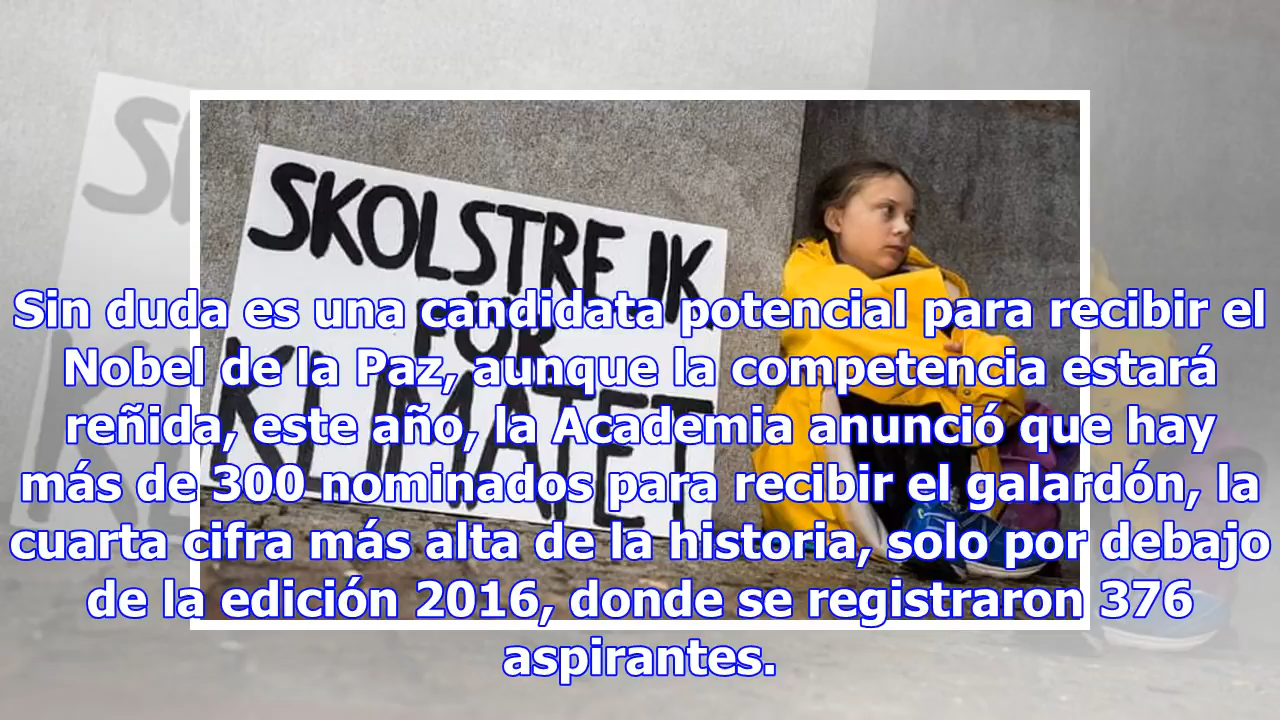 SKOLSTREJK
FÖR
KLIMATET
Sin duda es una candidata potencial para recibir el
Nobel de la Paz, aunque la competencia estará
reñida, este año, la Academia anunció que hay
más de 300 nominados para recibir el galardón, la
cuarta cifra más alta de la historia, solo por debajo
de la edición 2016, donde se registraron 376
aspirantes.